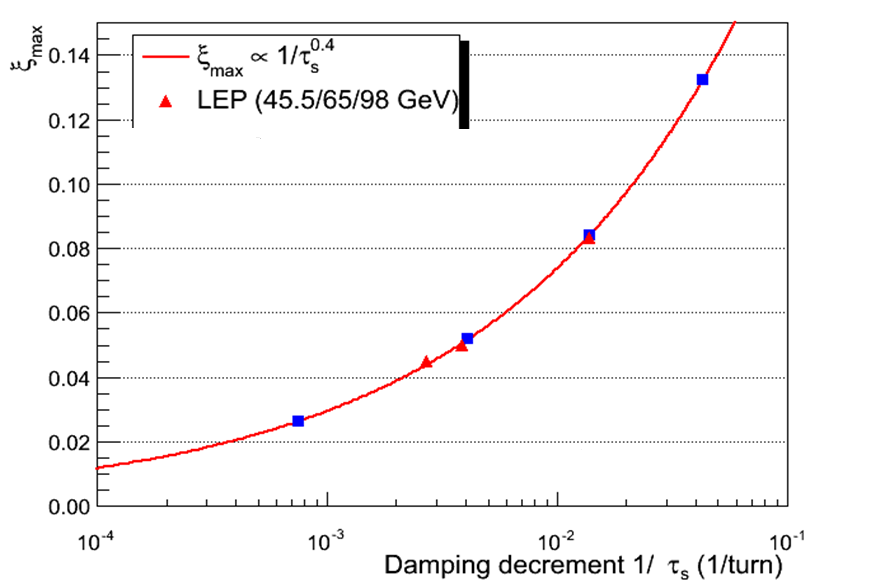 ξmax
0.14
0.12
0.10
0.08
0.06
0.04
0.02
0.00
ξmax ∝ 1/τs^0.4
LEP (45.5/65/98 GeV)
10^-4 10^-3 10^-2 10^-1
Damping decrement 1/ τs (1/turn)